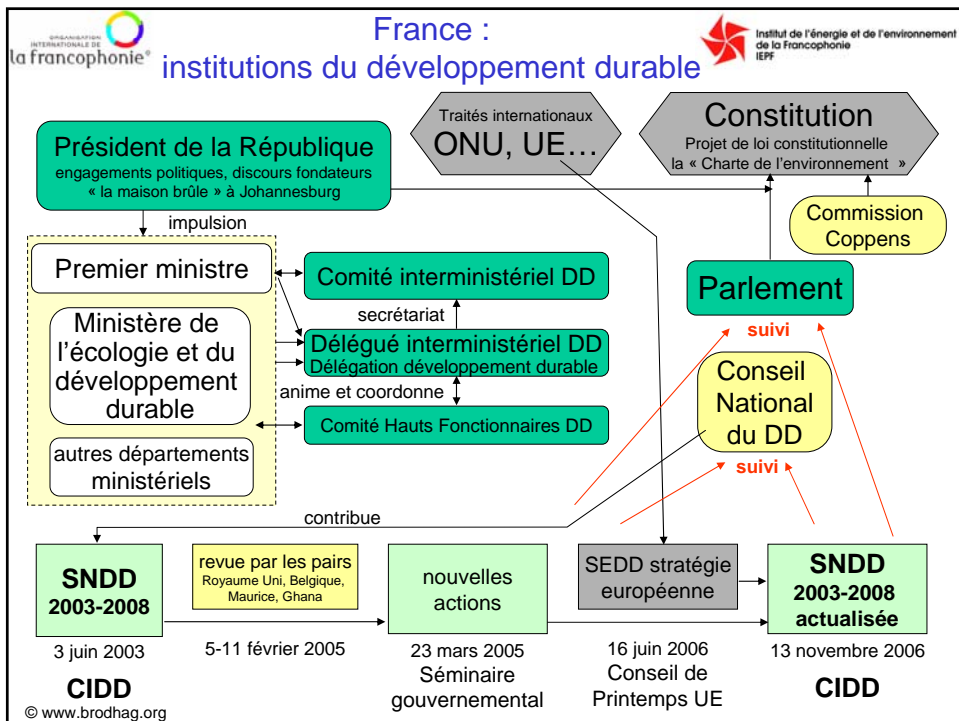 ORGANISATION
INTERNATIONALE DE
la francophonie
France :
institutions du développement durable
Institut de l'énergie et de l'environnement
de la Francophonie
IEPF
Président de la République
engagements politiques, discours fondateurs
« la maison brûle » à Johannesburg
Traités internationaux
ONU, UE…
Constitution
Projet de loi constitutionnelle
la « Charte de l'environnement »
impulsion
Commission
Coppens
Premier ministre
Comité interministériel DD
Parlement
secrétariat
suivi
Ministère de
l'écologie et du
développement
durable
Délégué interministériel DD
Délégation développement durable
anime et coordonne
Comité Hauts Fonctionnaires DD
Conseil
National
du DD
suivi
autres départements
ministériels
contribue
SNDD
2003-2008
revue par les pairs
Royaume Uni, Belgique,
Maurice, Ghana
nouvelles
actions
SEDD stratégie
européenne
SNDD
2003-2008
actualisée
3 juin 2003
5-11 février 2005
23 mars 2005
16 juin 2006
13 novembre 2006
CIDD
Séminaire
gouvernemental
Conseil de
Printemps UE
CIDD
© www.brodhag.org